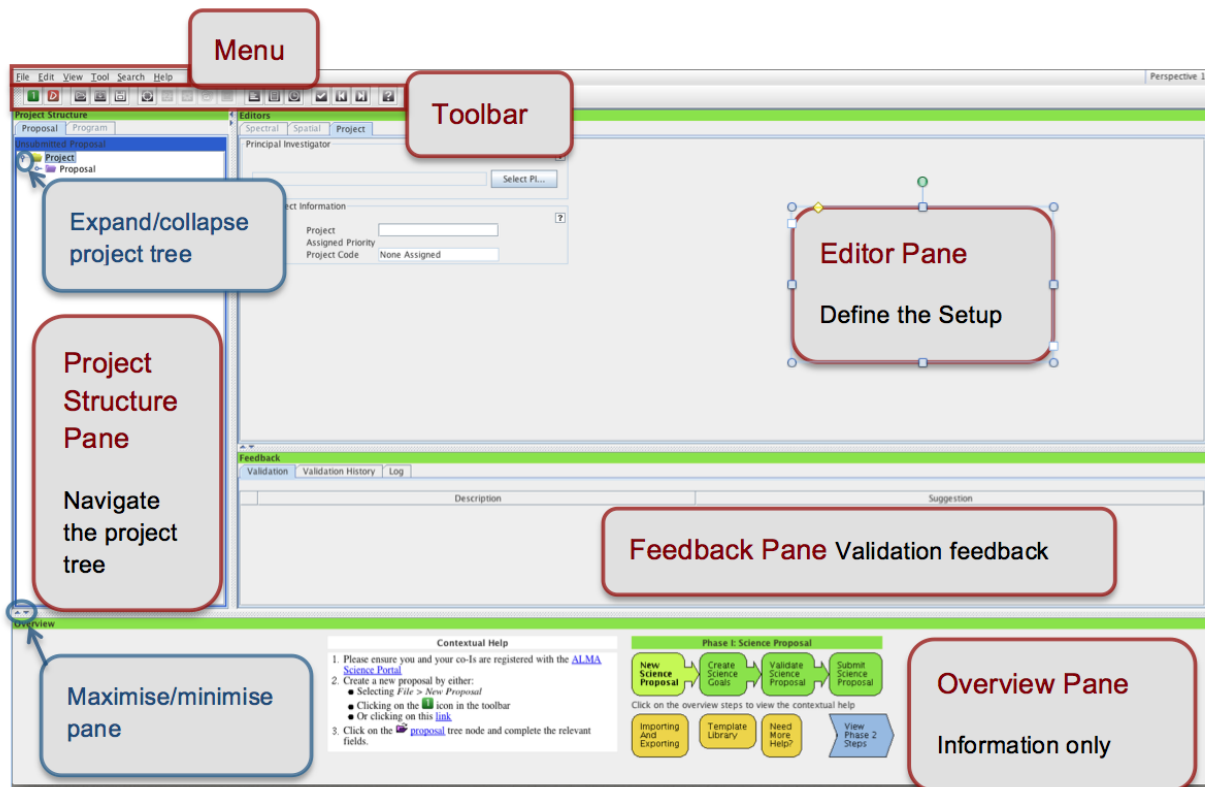 Menu
File Edit View Tool Search Help
Perspective 1
Toolbar
Project Structure
Proposal Program
Unsubmitted Proposal
Project
Proposal
Expand/collapse
project tree
Project
Structure
Pane
Navigate
the project
tree
Editors
Spectral Spatial Project
Principal Investigator
?
Select PI...
Information
?
Project
Assigned Priority
Project Code None Assigned
Editor Pane
Define the Setup
Feedback
Validation Validation History Log
Description Suggestion
Feedback Pane Validation feedback
Overview
Maximise/minimise
pane
Contextual Help
1. Please ensure you and your co-Is are registered with the ALMA
Science Portal
2. Create a new proposal by either:
● Selecting File > New Proposal
● Clicking on the 1 icon in the toolbar
● Or clicking on this link
3. Click on the proposal tree node and complete the relevant
fields.
Phase I: Science Proposal
New
Science
Proposal
Create
Science
Goals
Validate
Science
Proposal
Submit
Science
Proposal
Click on the overview steps to view the contextual help
Importing
And
Exporting
Template
Library
Need
More
Help?
View
Phase 2
Steps
Overview Pane
Information only